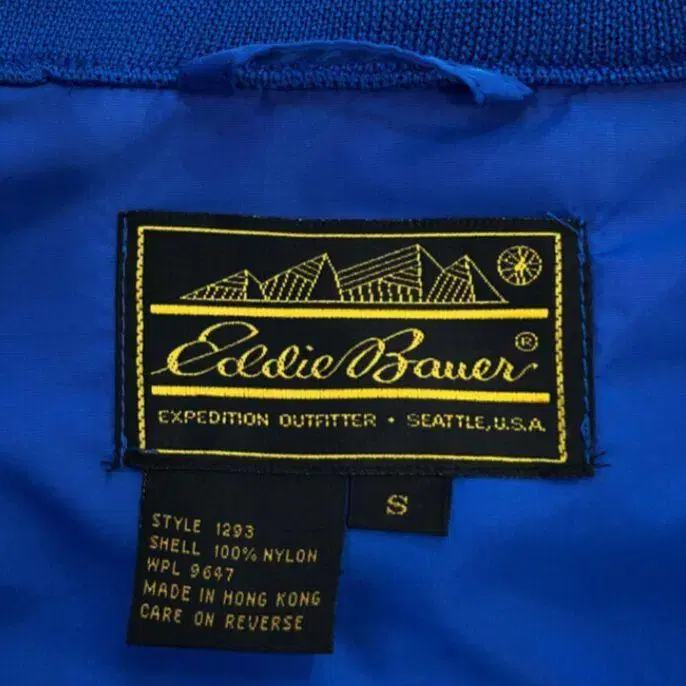 Eddie Bauer®
EXPEDITION OUTFITTER • SEATTLE, U.S.A.
S
STYLE 1293
SHELL 100% NYLON
WPL 9647
MADE IN HONG KONG
CARE ON REVERSE